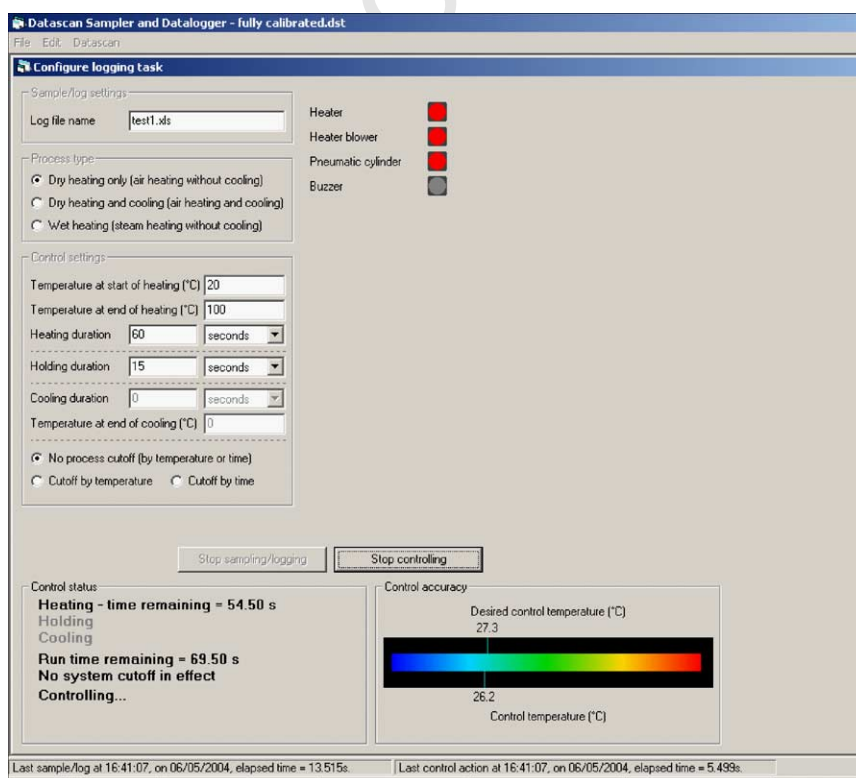 Datascan Sampler and Datalogger - fully calibrated.dst
File Edit Datascan
Configure logging task
Sample/log settings
Log file name test1.xls
Process type
Dry heating only (air heating without cooling)
Dry heating and cooling (air heating and cooling)
Wet heating (steam heating without cooling)
Control settings
Temperature at start of heating (°C) 20
Temperature at end of heating (°C) 100
Heating duration 60 seconds
Holding duration 15 seconds
Cooling duration 0 seconds
Temperature at end of cooling (°C) 0
No process cutoff (by temperature or time)
Cutoff by temperature Cutoff by time
Heater
Heater blower
Pneumatic cylinder
Buzzer
Stop sampling/logging Stop controlling
Control status
Heating - time remaining = 54.50 s
Holding
Cooling
Run time remaining = 69.50 s
No system cutoff in effect
Controlling...
Control accuracy
Desired control temperature (°C)
27.3
26.2
Control temperature (°C)
Last sample/log at 16:41:07, on 06/05/2004, elapsed time = 13.515s.
Last control action at 16:41:07, on 06/05/2004, elapsed time = 5.499s.